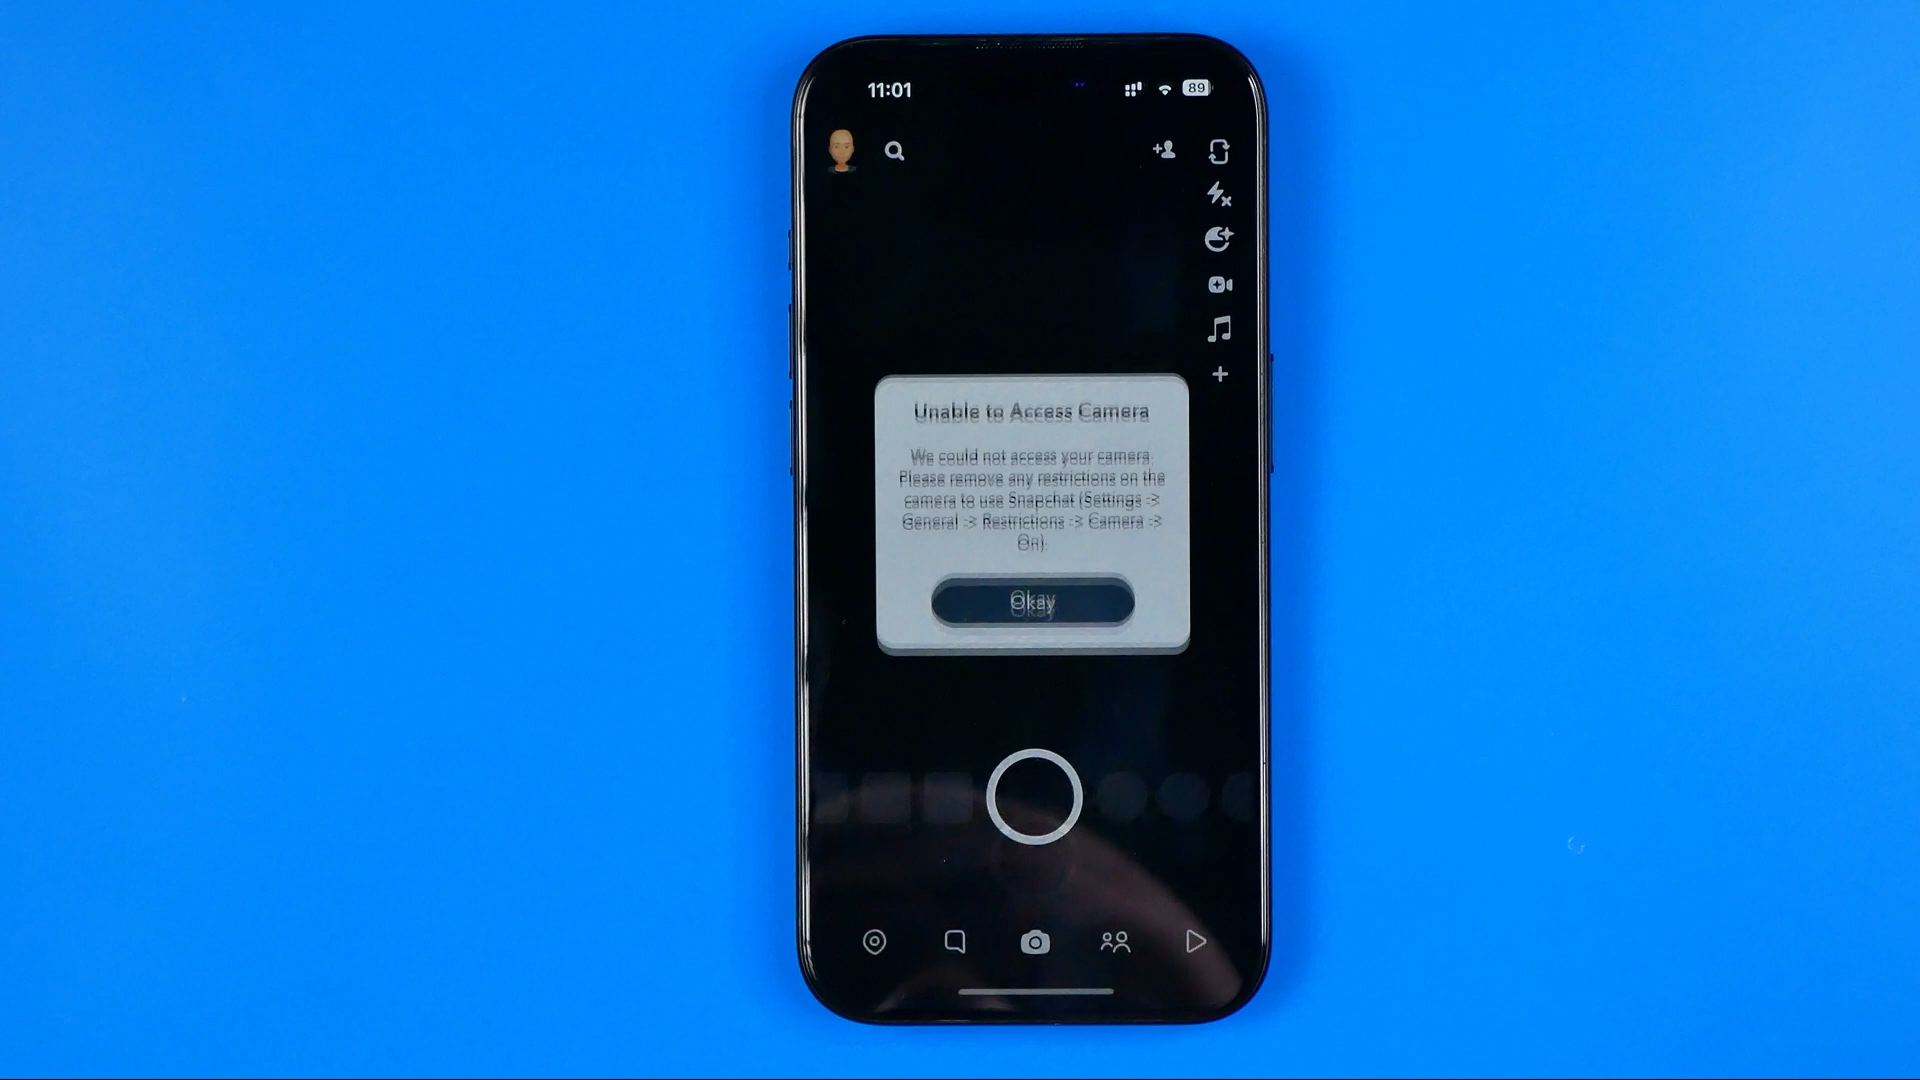 11:01
89
Unable to Access Camera
We could not access your camera.
Please remove any restrictions on the
camera to use Snapchat (Settings ->
General -> Restrictions -> Camera ->
On).
Okay